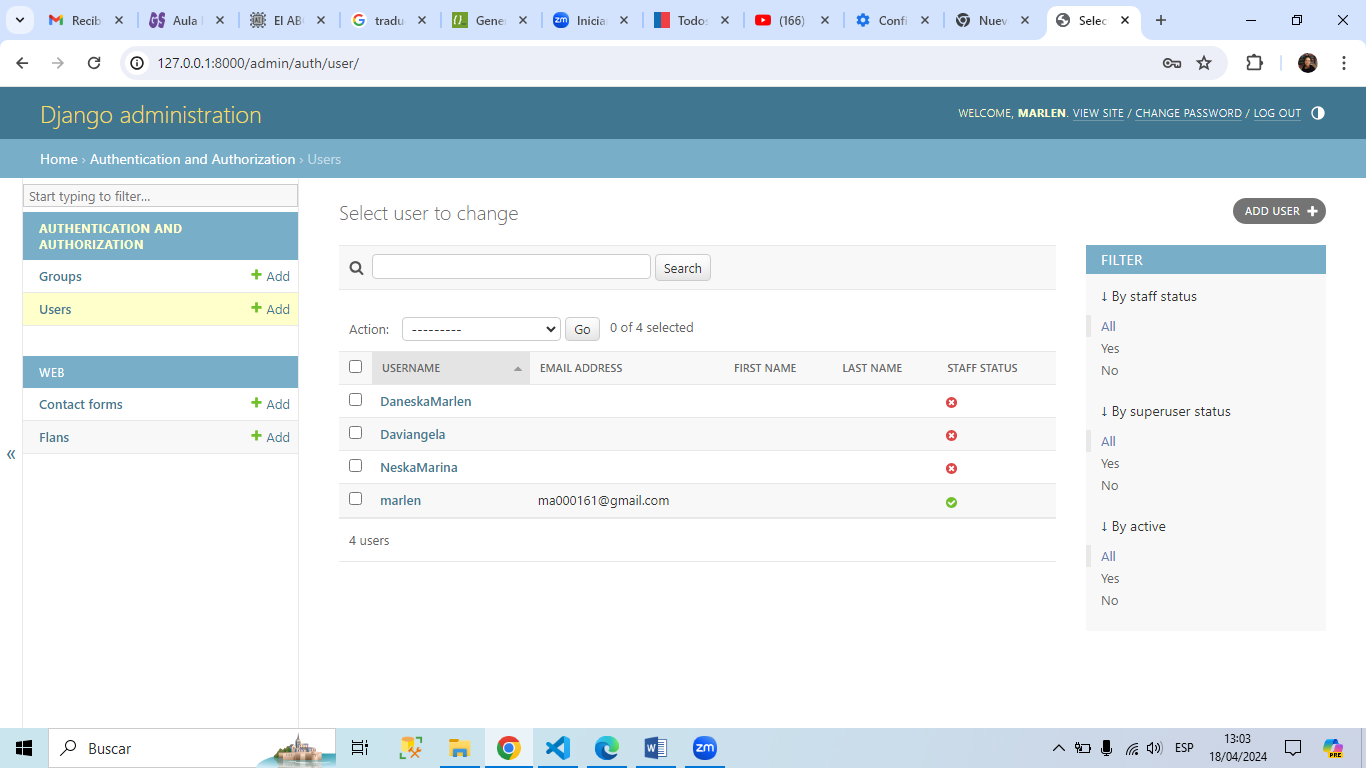 Recib
Aula
El AB
tradu
Gener
Inicia
Todos
(166)
Confi
Nuev
Selec
127.0.0.1:8000/admin/auth/user/
Django administration
WELCOME, MARLEN. VIEW SITE / CHANGE PASSWORD / LOG OUT
Home › Authentication and Authorization › Users
Start typing to filter...
AUTHENTICATION AND
AUTHORIZATION
Groups + Add
Users + Add
WEB
Contact forms + Add
Flans + Add
«
Select user to change
ADD USER +
Search
Action: --------- Go 0 of 4 selected
USERNAME EMAIL ADDRESS FIRST NAME LAST NAME STAFF STATUS
DaneskaMarlen
Daviangela
NeskaMarina
marlen ma000161@gmail.com
4 users
FILTER
↓ By staff status
All
Yes
No
↓ By superuser status
All
Yes
No
↓ By active
All
Yes
No
Buscar
ESP
13:03
18/04/2024
PRE